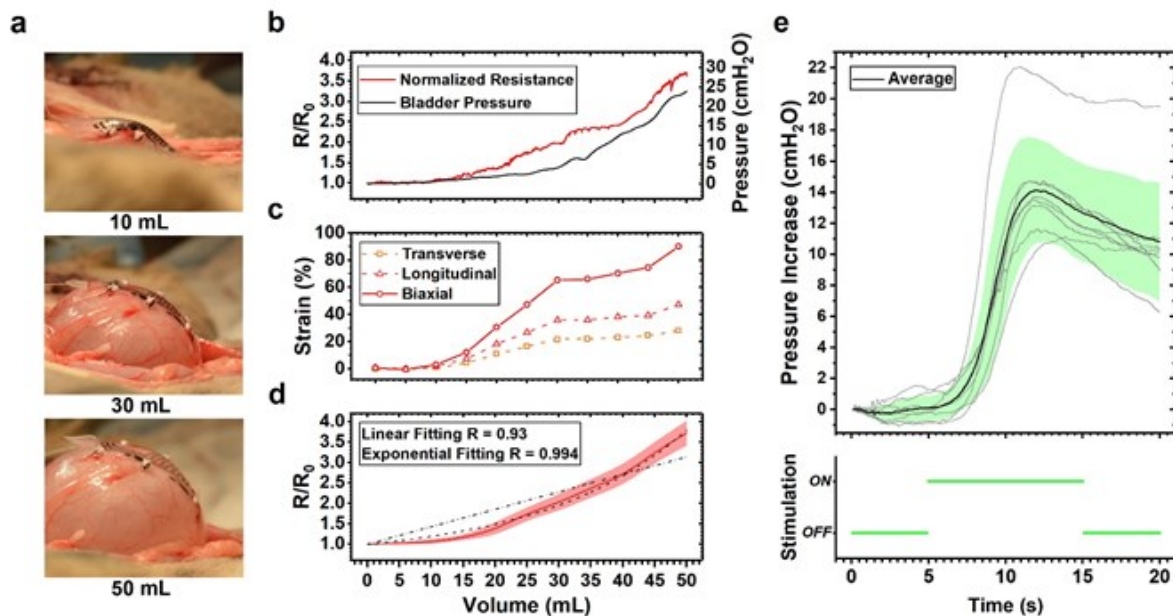 a
10 mL
30 mL
50 mL
b
4.0
3.5
3.0
2.5
2.0
1.5
1.0
R/R0
Normalized Resistance
Bladder Pressure
30
25
20
15
10
5
0
Pressure (cmH2O)
c
100
80
60
40
20
0
Strain (%)
Transverse
Longitudinal
Biaxial
d
4.0
3.5
3.0
2.5
2.0
1.5
1.0
R/R0
Linear Fitting R = 0.93
Exponential Fitting R = 0.994
0 5 10 15 20 25 30 35 40 45 50
Volume (mL)
e
22
20
18
16
14
12
10
8
6
4
2
0
Pressure Increase (cmH2O)
Average
Stimulation
ON
OFF
0 5 10 15 20
Time (s)